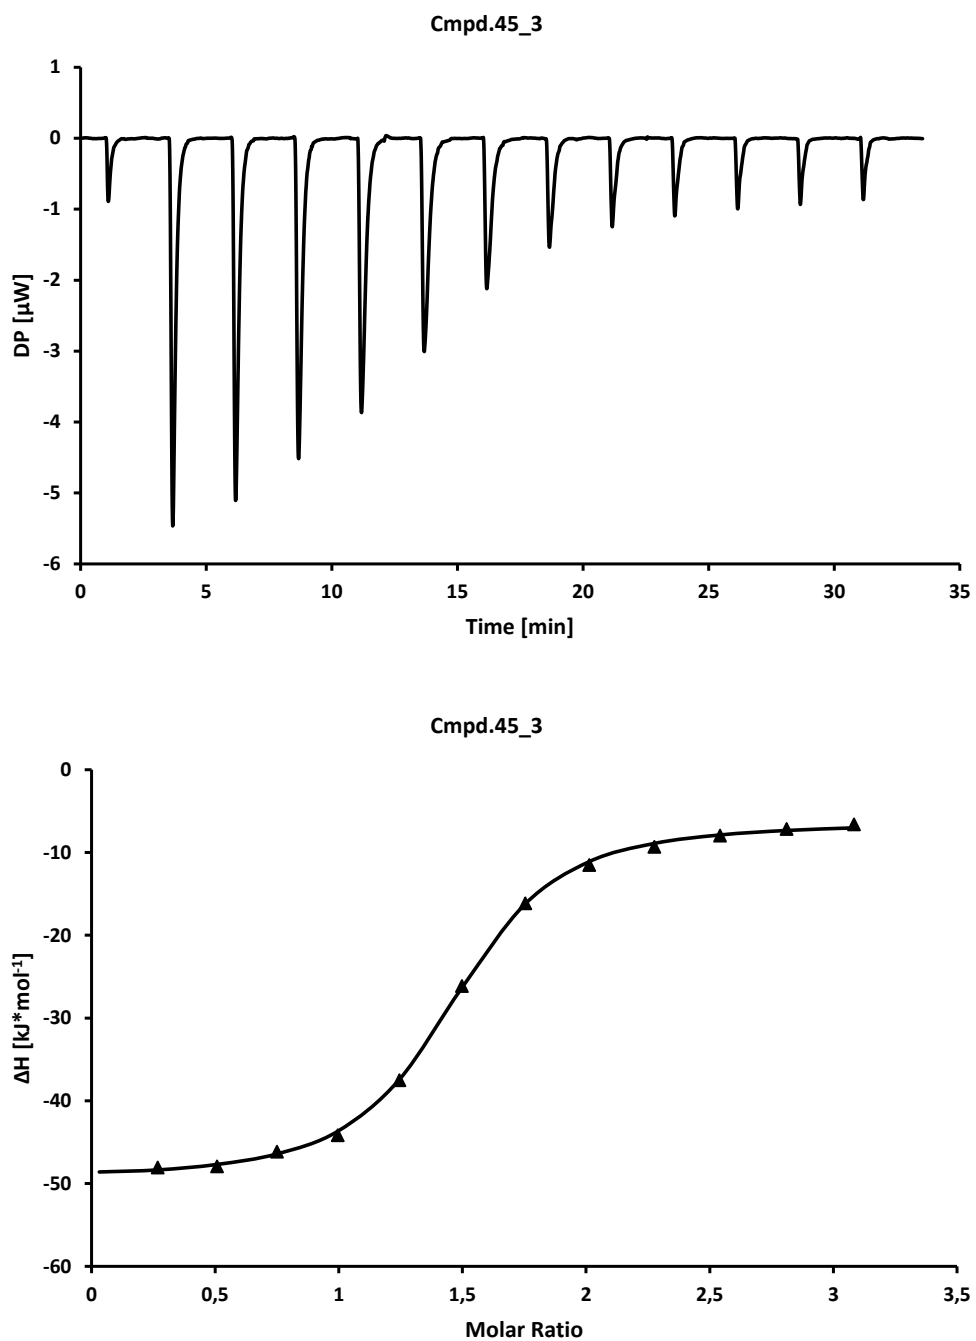 Cmpd.45_3
1
0
-1
-2
-3
-4
-5
-6
DP [µW]
0 5 10 15 20 25 30 35
Time [min]
Cmpd.45_3
0
-10
-20
-30
-40
-50
-60
ΔH [kJ*mol⁻¹]
0 0,5 1 1,5 2 2,5 3 3,5
Molar Ratio